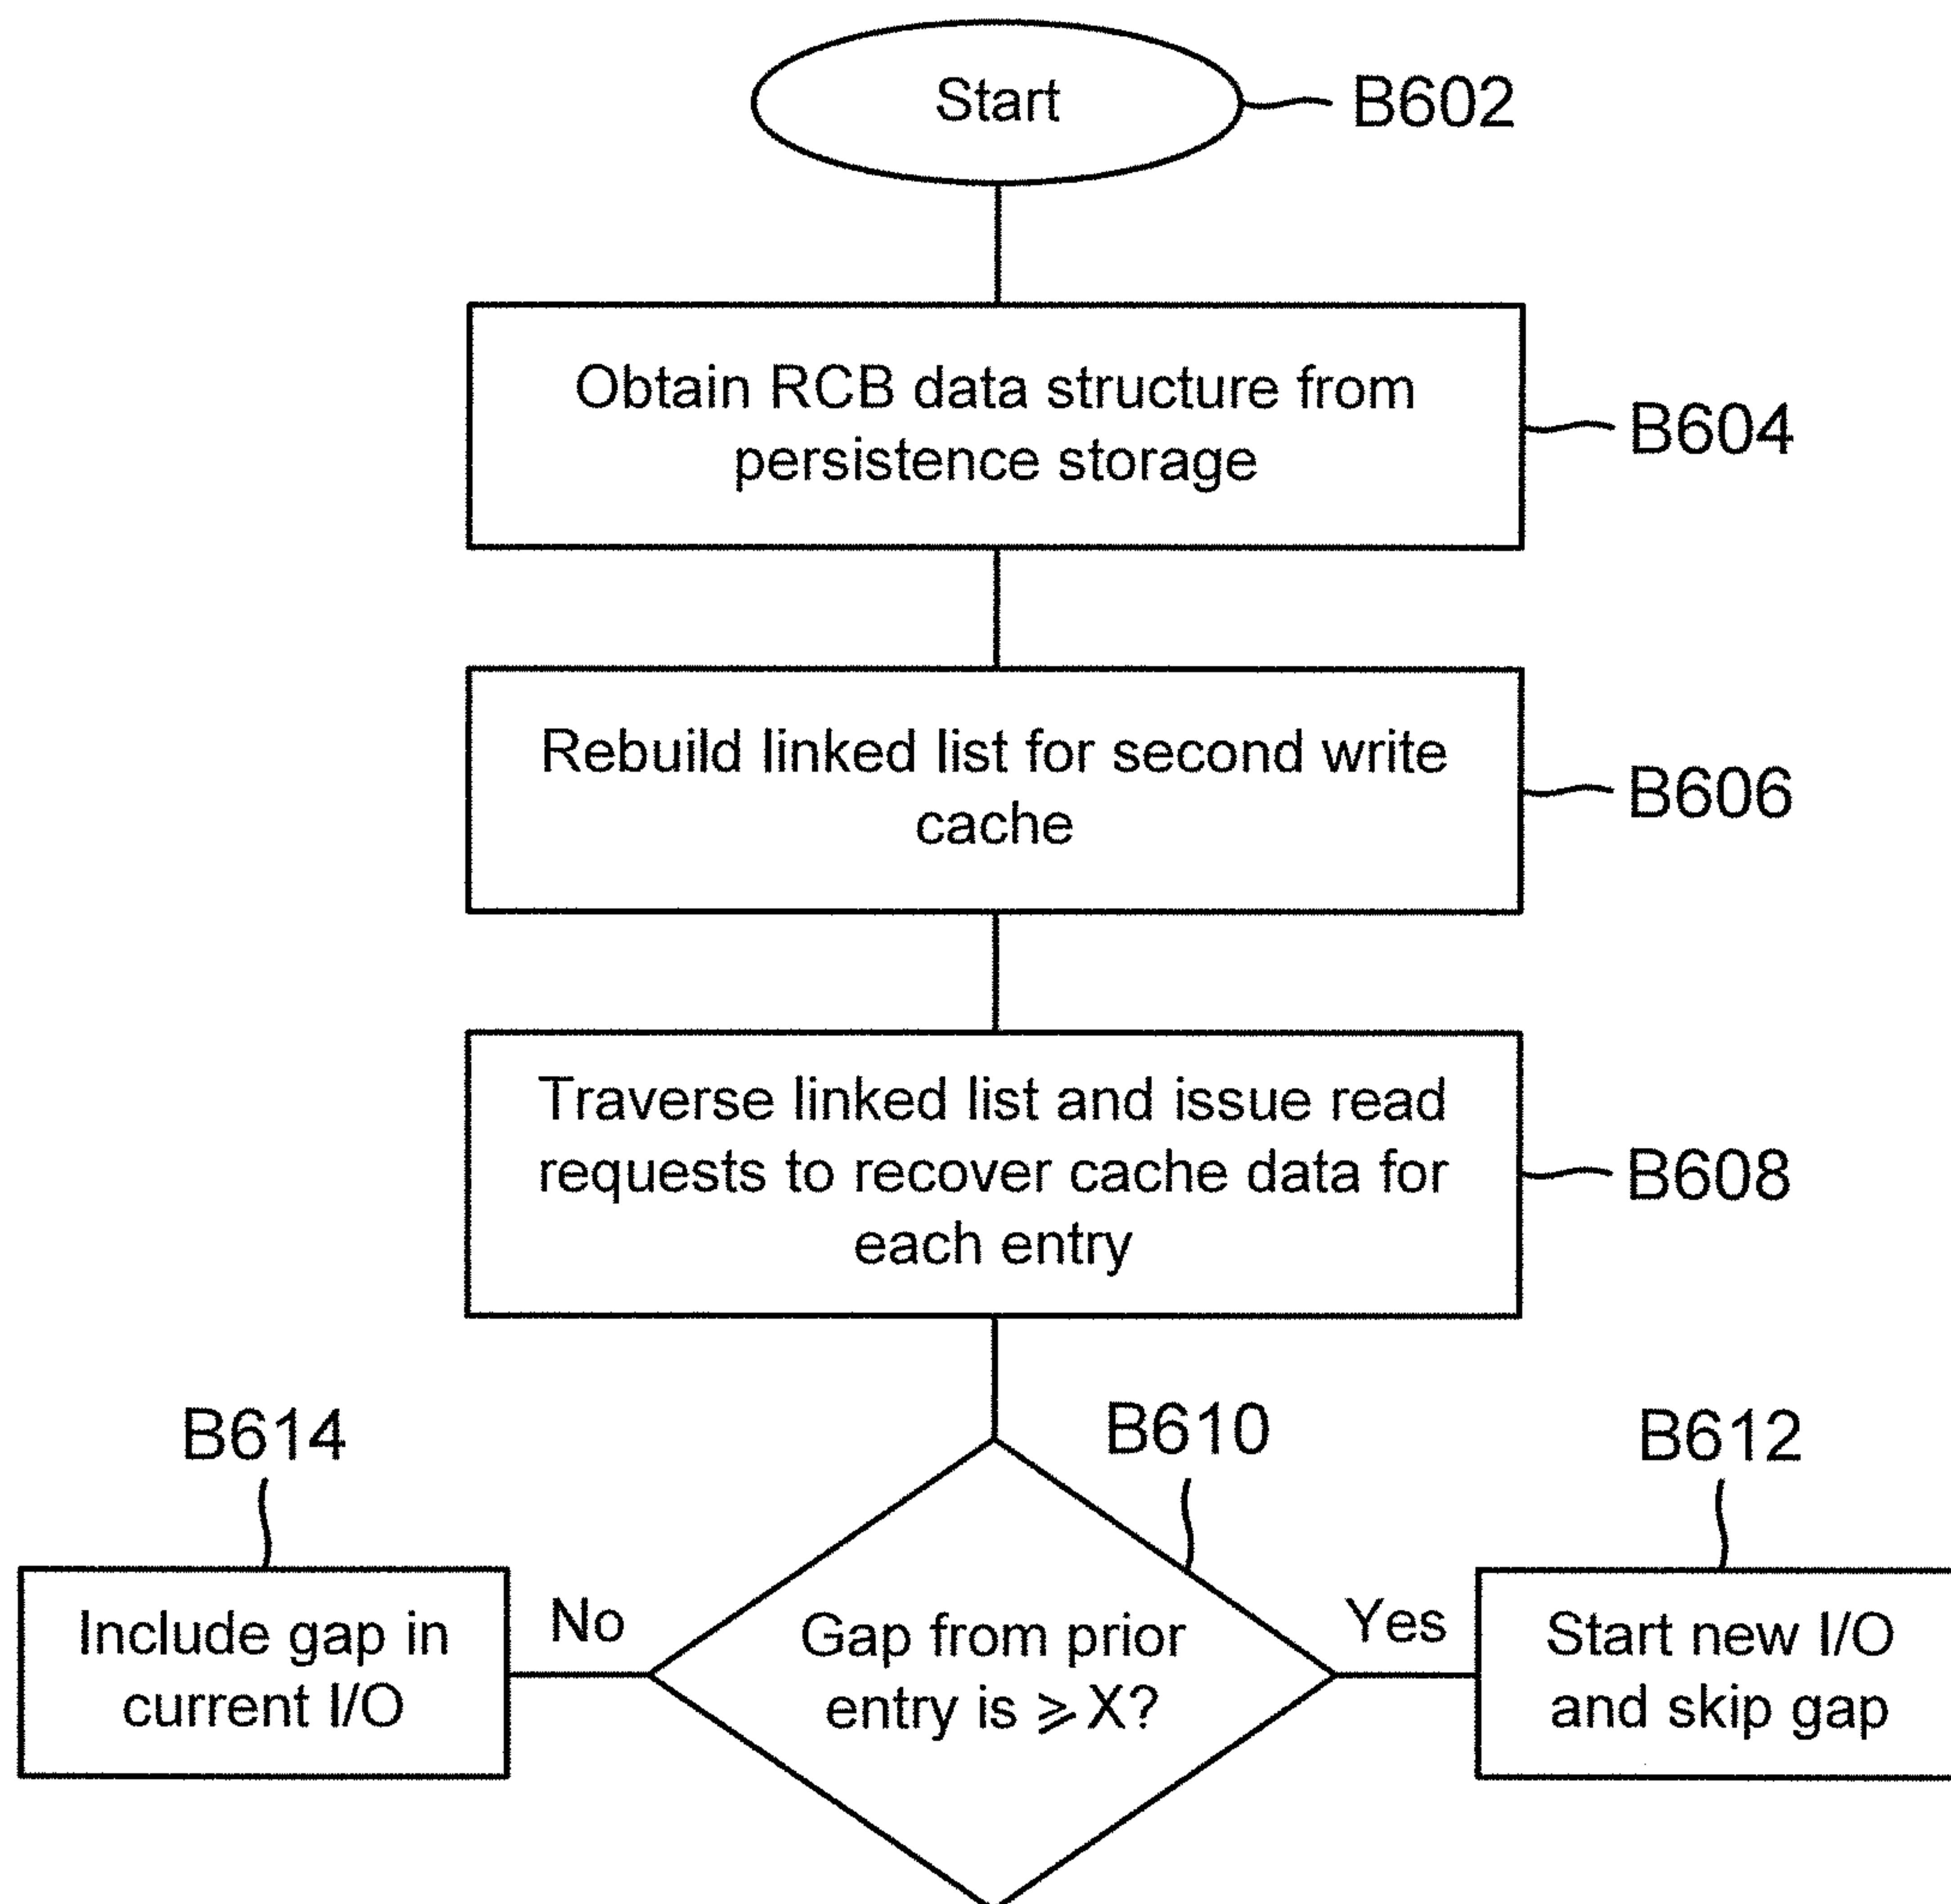 Start
B602
Obtain RCB data structure from
persistence storage
B604
Rebuild linked list for second write
cache
B606
Traverse linked list and issue read
requests to recover cache data for
each entry
B608
B614
B610
B612
Include gap in
current I/O
No
Gap from prior
entry is ⩾ X?
Yes
Start new I/O
and skip gap